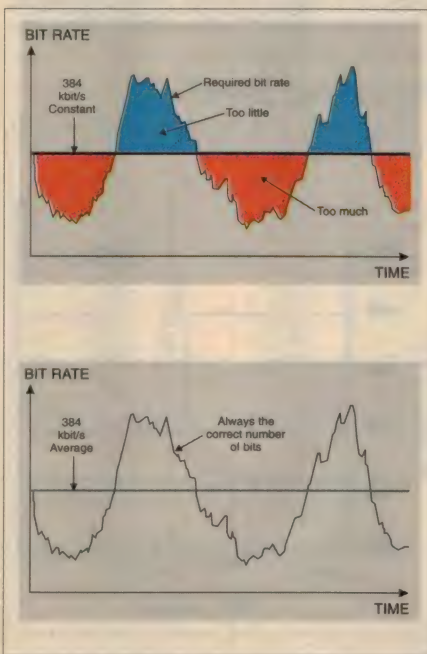 BIT RATE
384
kbit/s
Constant
Required bit rate
Too little
Too much
TIME
BIT RATE
384
kbit/s
Average
Always the
correct number
of bits
TIME